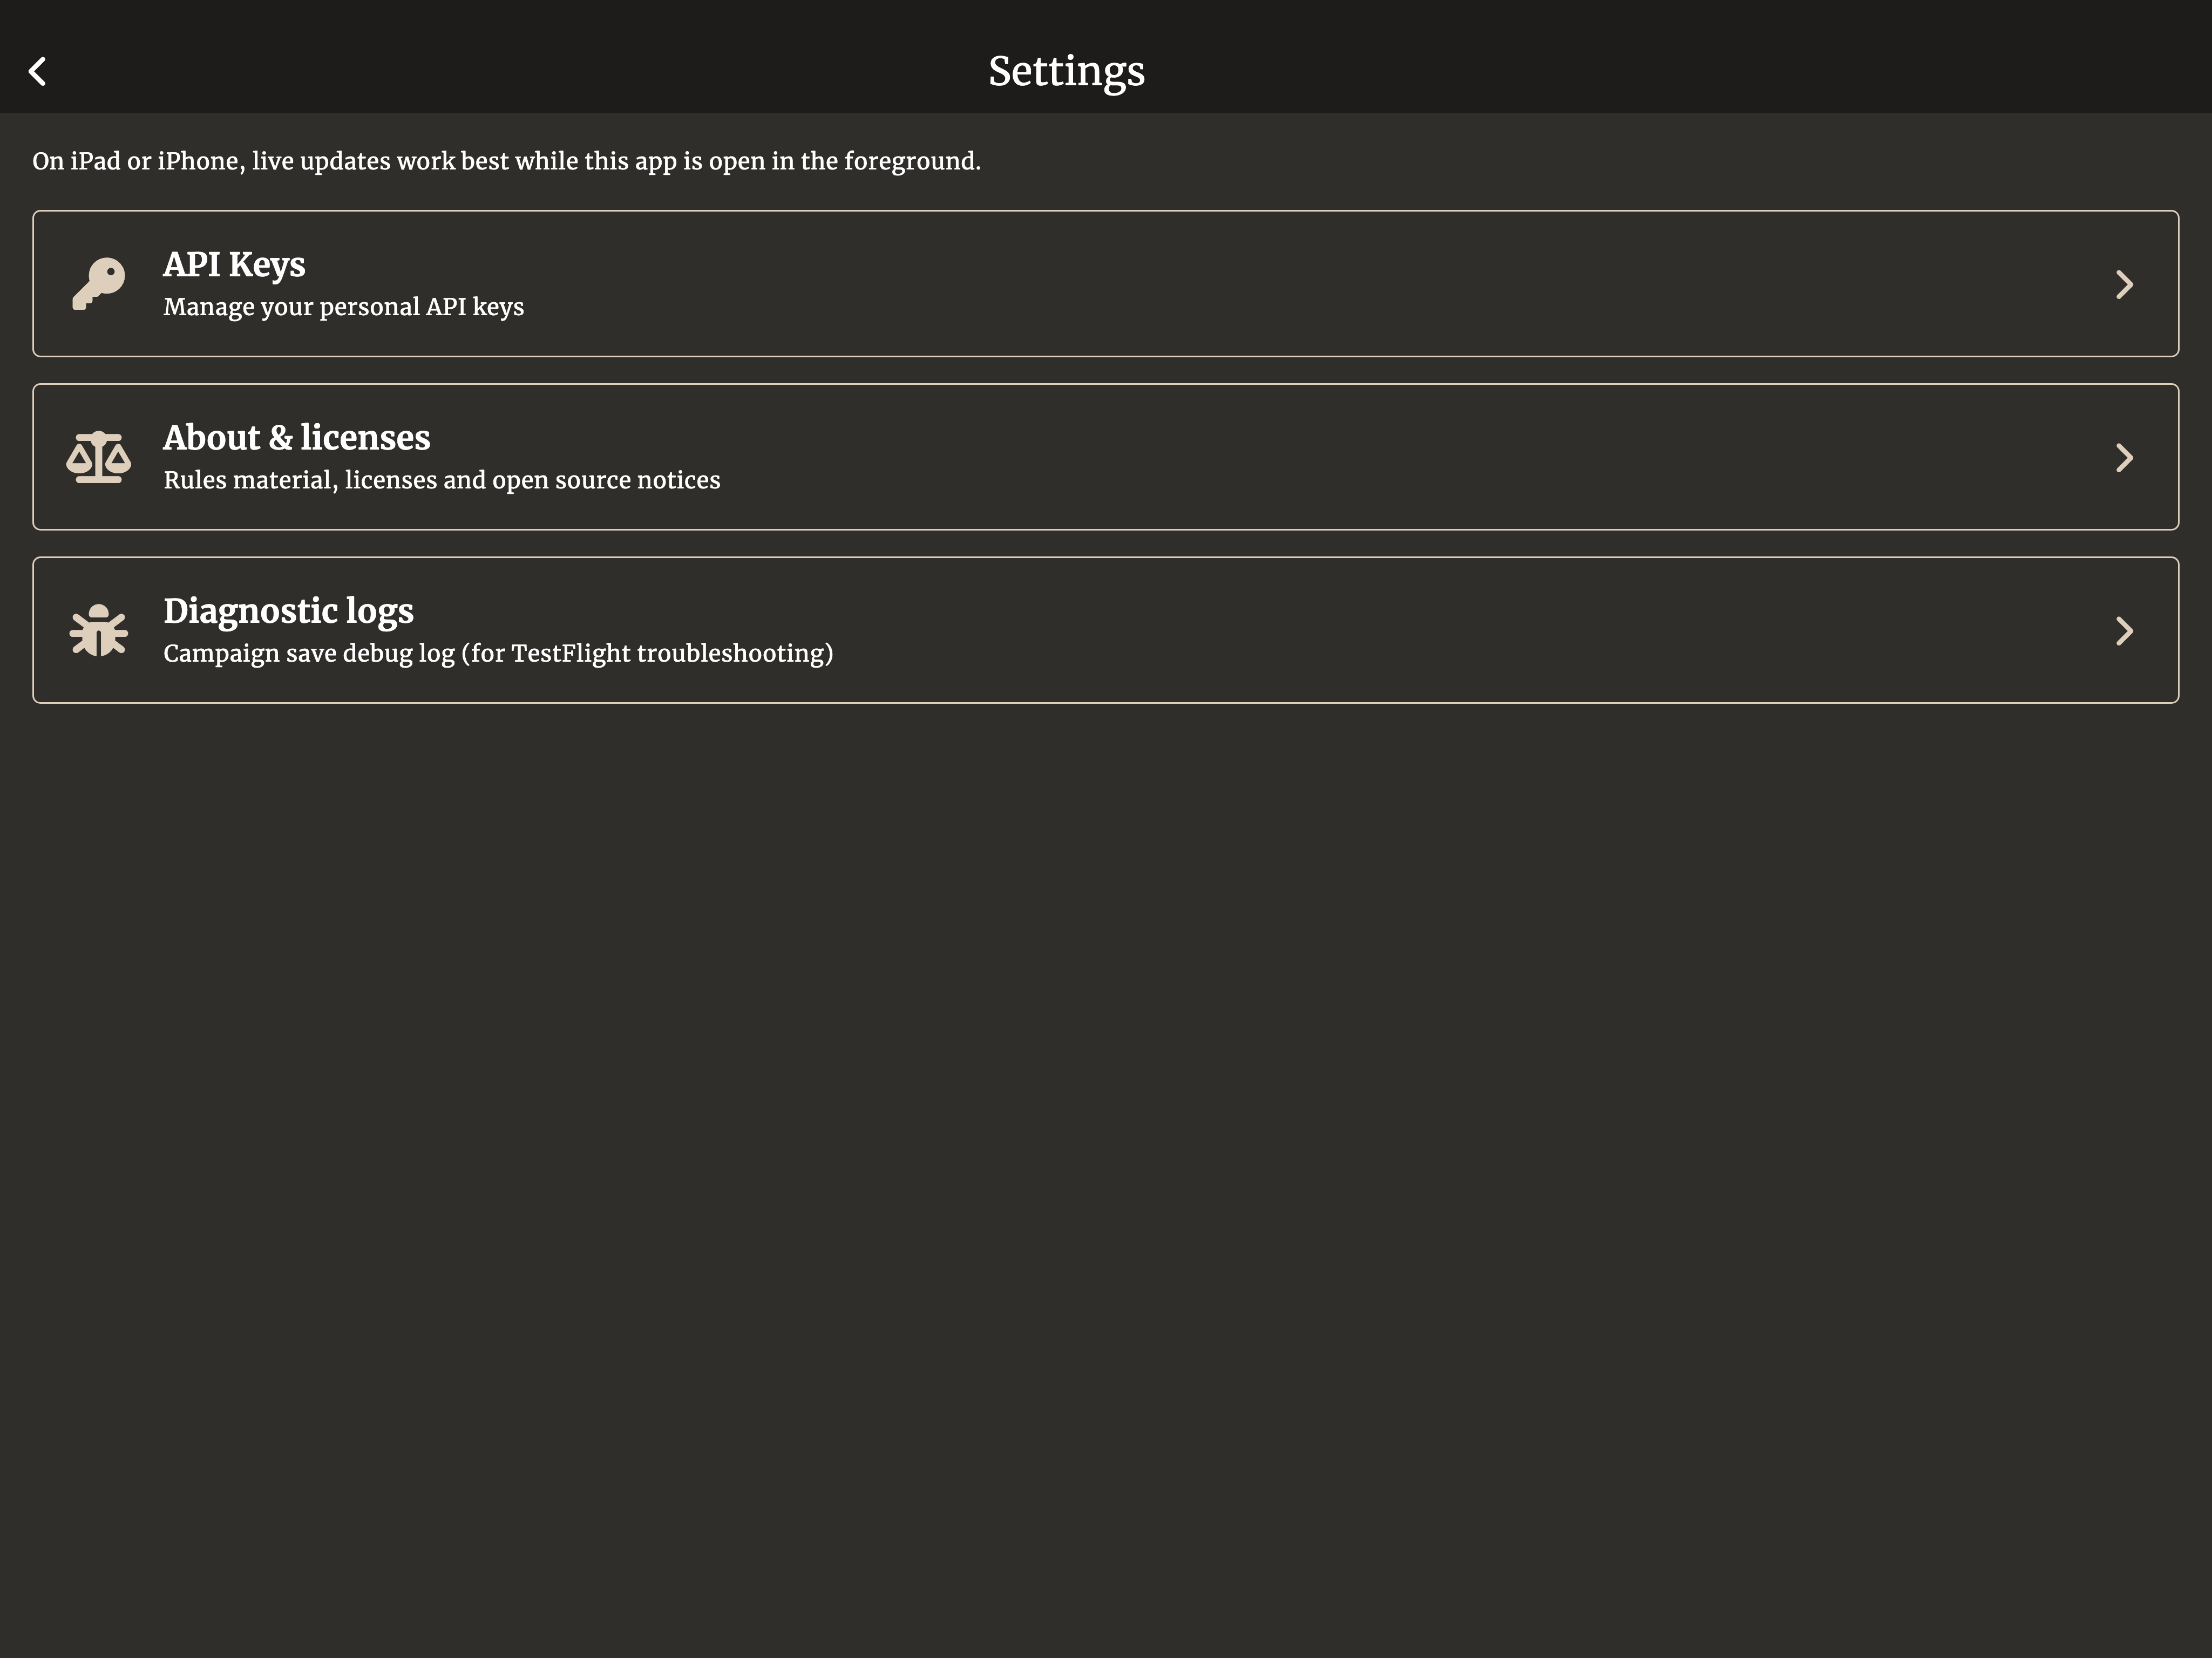 Settings
On iPad or iPhone, live updates work best while this app is open in the foreground.
API Keys
Manage your personal API keys
About & licenses
Rules material, licenses and open source notices
Diagnostic logs
Campaign save debug log (for TestFlight troubleshooting)